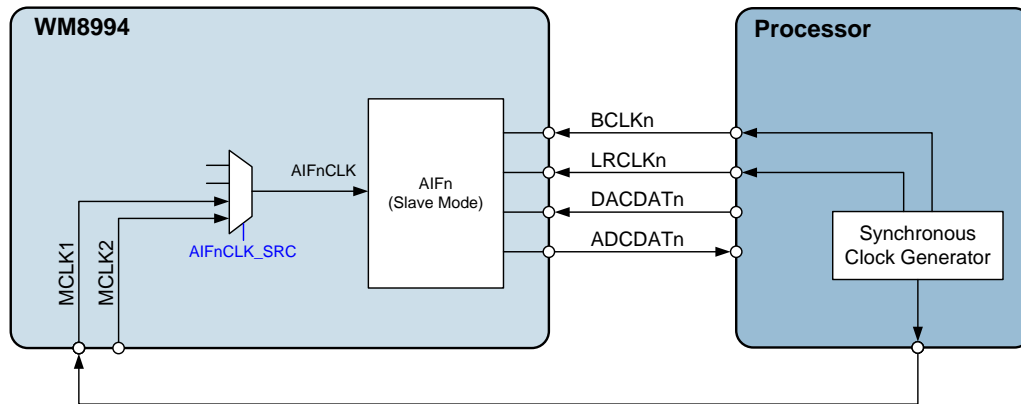 WM8994
Processor
BCLKn
LRCLKn
DACDATn
ADCDATn
AIFnCLK
AIFn
(Slave Mode)
AIFnCLK_SRC
MCLK1
MCLK2
Synchronous
Clock Generator